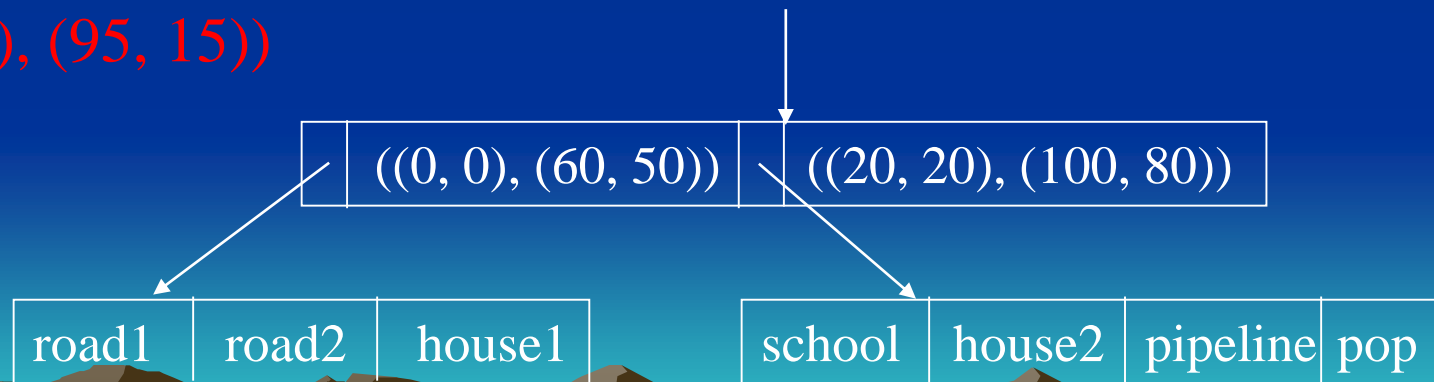 ), (95, 15))
((0, 0), (60, 50)) ((20, 20), (100, 80))
road1 road2 house1 school house2 pipeline pop